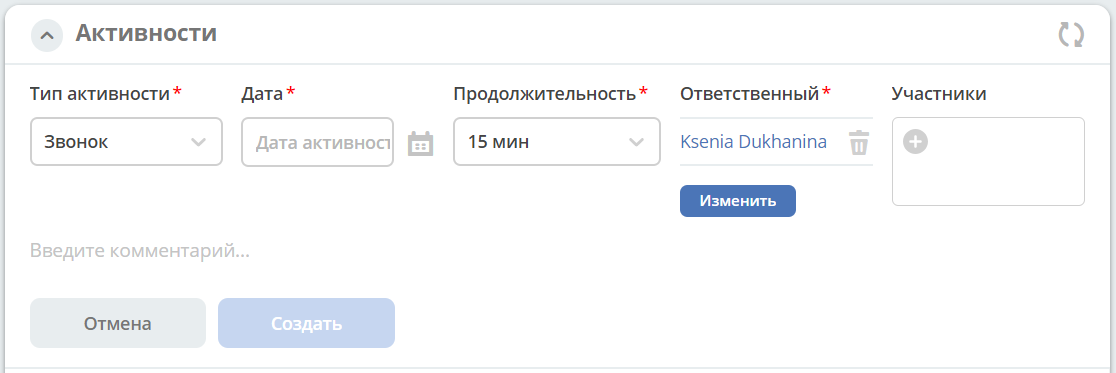 Активности
Тип активности*
Дата*
Продолжительность*
Ответственный*
Участники
Звонок
Дата активност
15 мин
Ksenia Dukhanina
Изменить
Введите комментарий...
Отмена
Создать